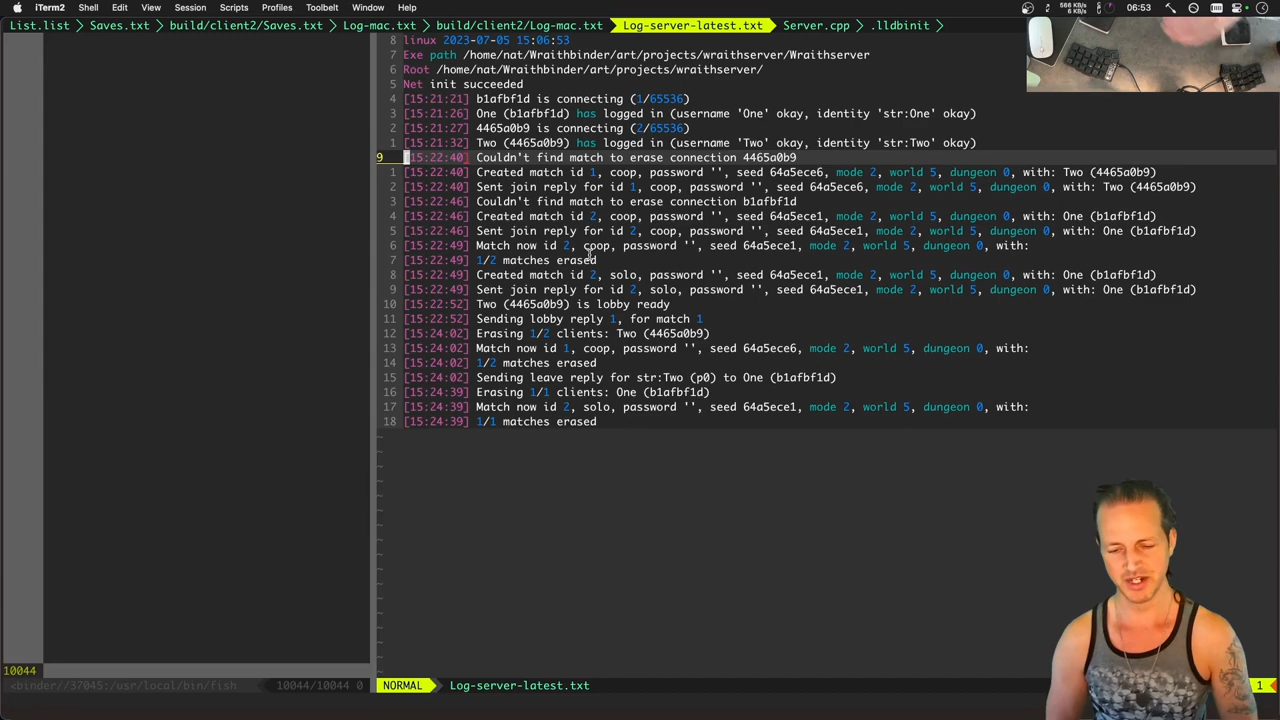 iTerm2 Shell Edit View Session Scripts Profiles Toolbelt Window Help 566 KB/s 6 KB/s 06:53
List.list Saves.txt build/client2/Saves.txt Log-mac.txt build/client2/Log-mac.txt Log-server-latest.txt Server.cpp .lldbinit
8 linux 2023-07-05 15:06:53
7 Exe path /home/nat/Wraithbinder/art/projects/wraithserver/Wraithserver
6 Root /home/nat/Wraithbinder/art/projects/wraithserver/
5 Net init succeeded
4 [15:21:21] b1afbf1d is connecting (1/65536)
3 [15:21:26] One (b1afbf1d) has logged in (username 'One' okay, identity 'str:One' okay)
2 [15:21:27] 4465a0b9 is connecting (2/65536)
1 [15:21:32] Two (4465a0b9) has logged in (username 'Two' okay, identity 'str:Two' okay)
9 [15:22:40] Couldn't find match to erase connection 4465a0b9
1 [15:22:40] Created match id 1, coop, password '', seed 64a5ece6, mode 2, world 5, dungeon 0, with: Two (4465a0b9)
2 [15:22:40] Sent join reply for id 1, coop, password '', seed 64a5ece6, mode 2, world 5, dungeon 0, with: Two (4465a0b9)
3 [15:22:46] Couldn't find match to erase connection b1afbf1d
4 [15:22:46] Created match id 2, coop, password '', seed 64a5ece1, mode 2, world 5, dungeon 0, with: One (b1afbf1d)
5 [15:22:46] Sent join reply for id 2, coop, password '', seed 64a5ece1, mode 2, world 5, dungeon 0, with: One (b1afbf1d)
6 [15:22:49] Match now id 2, coop, password '', seed 64a5ece1, mode 2, world 5, dungeon 0, with:
7 [15:22:49] 1/2 matches erased
8 [15:22:49] Created match id 2, solo, password '', seed 64a5ece1, mode 2, world 5, dungeon 0, with: One (b1afbf1d)
9 [15:22:49] Sent join reply for id 2, solo, password '', seed 64a5ece1, mode 2, world 5, dungeon 0, with: One (b1afbf1d)
10 [15:22:52] Two (4465a0b9) is lobby ready
11 [15:22:52] Sending lobby reply 1, for match 1
12 [15:24:02] Erasing 1/2 clients: Two (4465a0b9)
13 [15:24:02] Match now id 1, coop, password '', seed 64a5ece6, mode 2, world 5, dungeon 0, with:
14 [15:24:02] 1/2 matches erased
15 [15:24:02] Sending leave reply for str:Two (p0) to One (b1afbf1d)
16 [15:24:39] Erasing 1/1 clients: One (b1afbf1d)
17 [15:24:39] Match now id 2, solo, password '', seed 64a5ece1, mode 2, world 5, dungeon 0, with:
18 [15:24:39] 1/1 matches erased
10044
<binder//37045:/usr/local/bin/fish 10044/10044 0 NORMAL Log-server-latest.txt 1